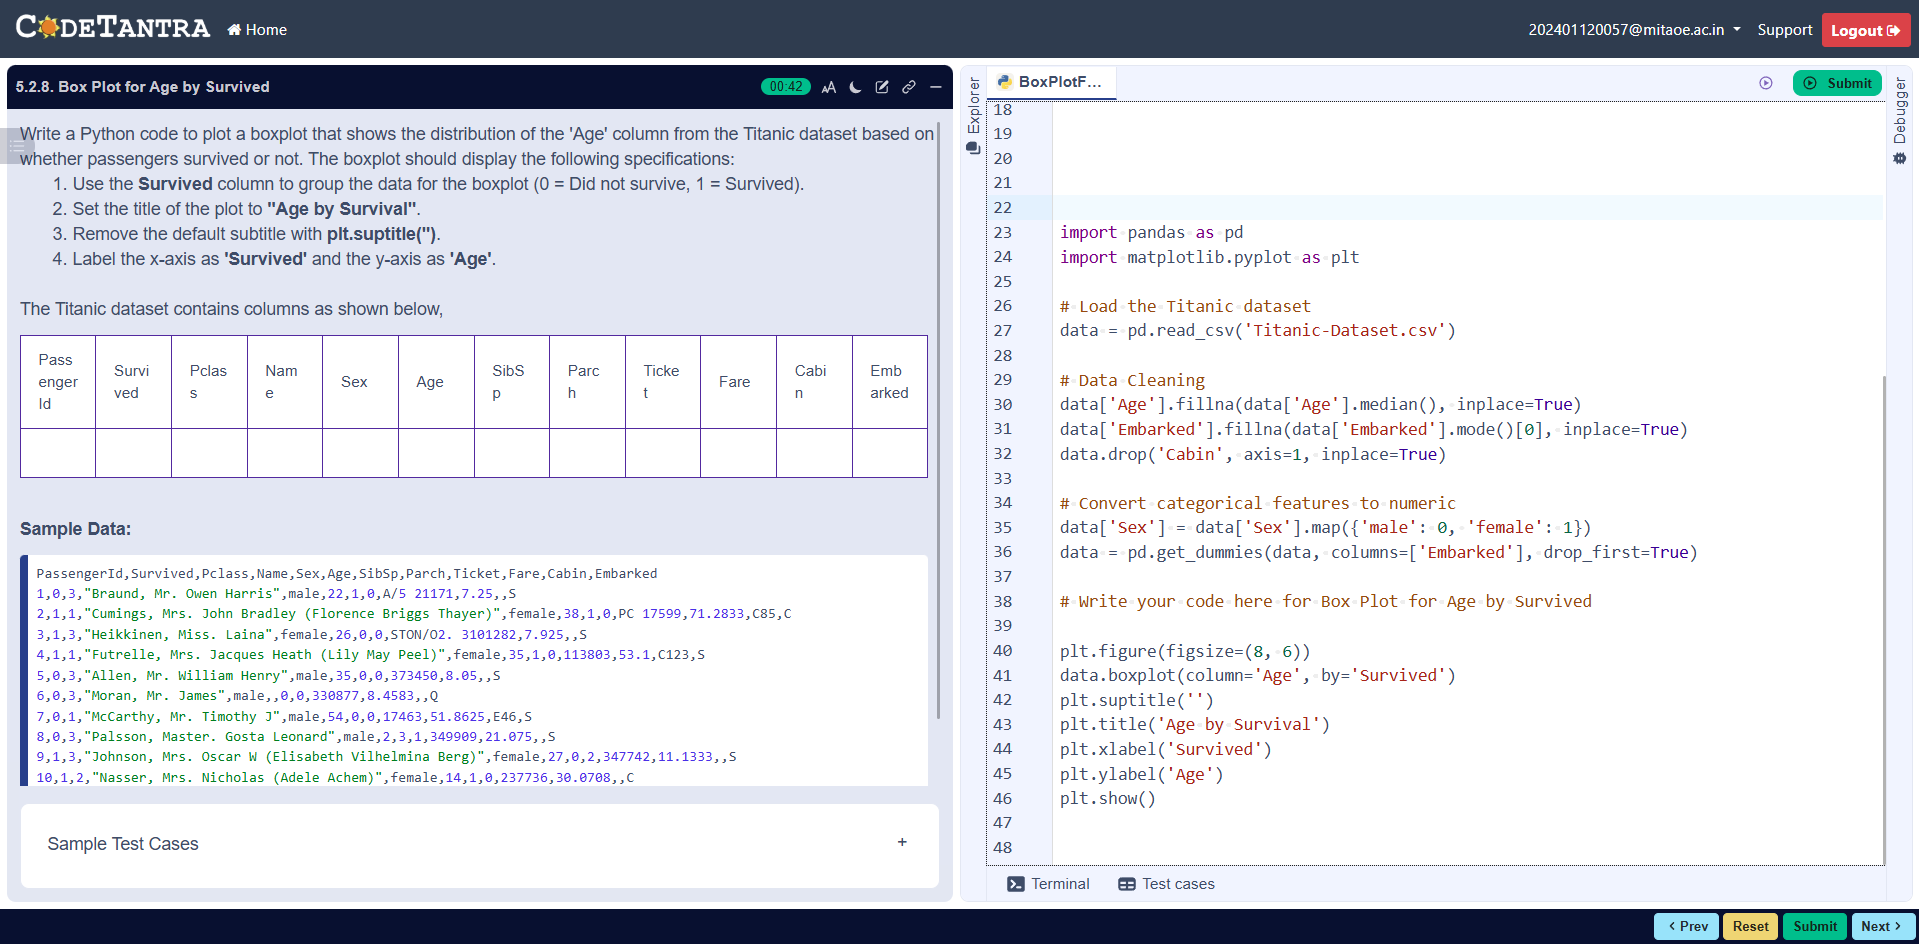 CODETANTRA
Home
202401120057@mitaoe.ac.in
Support
Logout
5.2.8. Box Plot for Age by Survived
00:42
Write a Python code to plot a boxplot that shows the distribution of the 'Age' column from the Titanic dataset based on
whether passengers survived or not. The boxplot should display the following specifications:
1. Use the Survived column to group the data for the boxplot (0 = Did not survive, 1 = Survived).
2. Set the title of the plot to "Age by Survival".
3. Remove the default subtitle with plt.suptitle('').
4. Label the x-axis as 'Survived' and the y-axis as 'Age'.
The Titanic dataset contains columns as shown below,
Pass
enger
Id
Survi
ved
Pclas
s
Nam
e
Sex
Age
SibS
p
Parc
h
Ticke
t
Fare
Cabi
n
Emb
arked
Sample Data:
PassengerId,Survived,Pclass,Name,Sex,Age,SibSp,Parch,Ticket,Fare,Cabin,Embarked
1,0,3,"Braund, Mr. Owen Harris",male,22,1,0,A/5 21171,7.25,,S
2,1,1,"Cumings, Mrs. John Bradley (Florence Briggs Thayer)",female,38,1,0,PC 17599,71.2833,C85,C
3,1,3,"Heikkinen, Miss. Laina",female,26,0,0,STON/O2. 3101282,7.925,,S
4,1,1,"Futrelle, Mrs. Jacques Heath (Lily May Peel)",female,35,1,0,113803,53.1,C123,S
5,0,3,"Allen, Mr. William Henry",male,35,0,0,373450,8.05,,S
6,0,3,"Moran, Mr. James",male,,0,0,330877,8.4583,,Q
7,0,1,"McCarthy, Mr. Timothy J",male,54,0,0,17463,51.8625,E46,S
8,0,3,"Palsson, Master. Gosta Leonard",male,2,3,1,349909,21.075,,S
9,1,3,"Johnson, Mrs. Oscar W (Elisabeth Vilhelmina Berg)",female,27,0,2,347742,11.1333,,S
10,1,2,"Nasser, Mrs. Nicholas (Adele Achem)",female,14,1,0,237736,30.0708,,C
Sample Test Cases
+
Explorer
BoxPlotF...
Submit
Debugger
18
19
20
21
22
23 import pandas as pd
24 import matplotlib.pyplot as plt
25
26 # Load the Titanic dataset
27 data = pd.read_csv('Titanic-Dataset.csv')
28
29 # Data Cleaning
30 data['Age'].fillna(data['Age'].median(), inplace=True)
31 data['Embarked'].fillna(data['Embarked'].mode()[0], inplace=True)
32 data.drop('Cabin', axis=1, inplace=True)
33
34 # Convert categorical features to numeric
35 data['Sex'] = data['Sex'].map({'male': 0, 'female': 1})
36 data = pd.get_dummies(data, columns=['Embarked'], drop_first=True)
37
38 # Write your code here for Box Plot for Age by Survived
39
40 plt.figure(figsize=(8, 6))
41 data.boxplot(column='Age', by='Survived')
42 plt.suptitle('')
43 plt.title('Age by Survival')
44 plt.xlabel('Survived')
45 plt.ylabel('Age')
46 plt.show()
47
48
Terminal
Test cases
< Prev
Reset
Submit
Next >